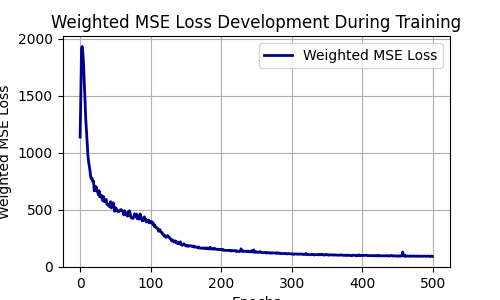 Weighted MSE Loss Development During Training
Weighted MSE Loss
2000
1500
1000
500
0
Weighted MSE Loss
0 100 200 300 400 500
Epochs